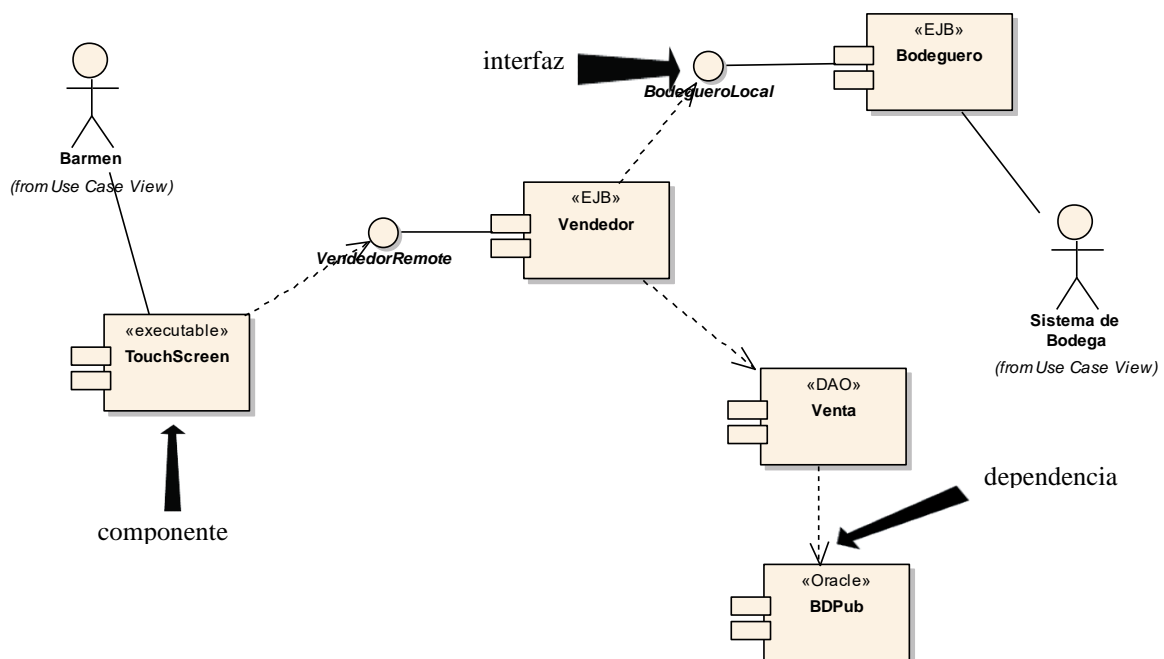 «EJB»
Bodeguero
interfaz
BodegueroLocal
Barmen
(from Use Case View)
«EJB»
Vendedor
VendedorRemote
«executable»
TouchScreen
Sistema de
Bodega
(from Use Case View)
«DAO»
Venta
dependencia
componente
«Oracle»
BDPub